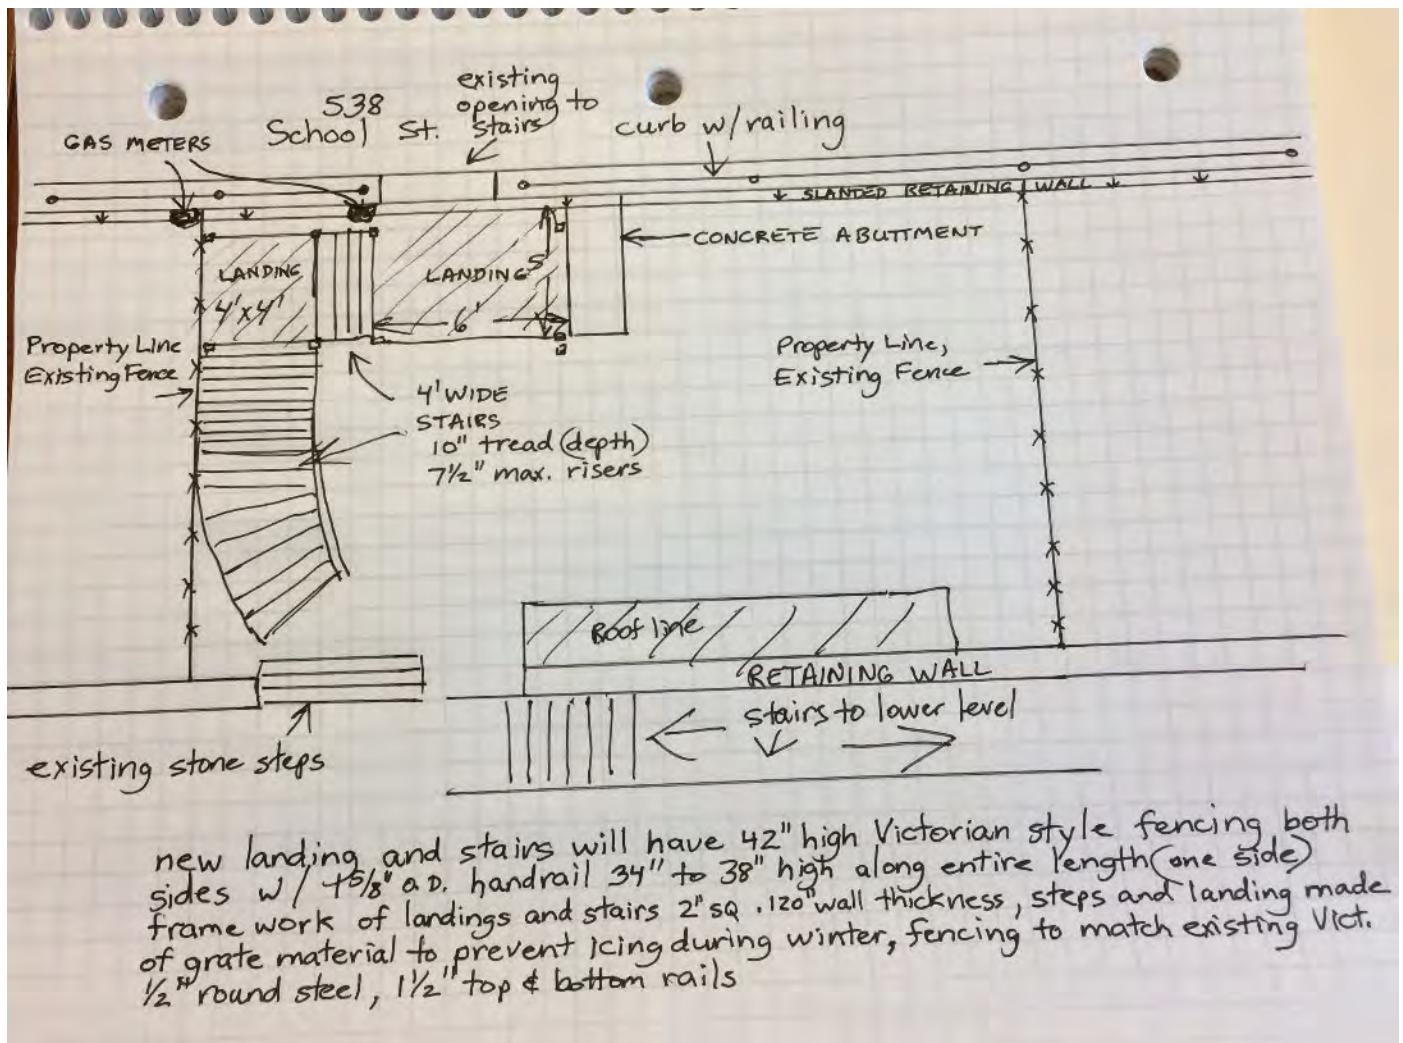 538
School St.
existing
opening to
stairs
GAS METERS
curb w/railing
SLANTED RETAINING WALL
CONCRETE ABUTTMENT
LANDING
4'x4'
LANDING
5'
6'
Property Line
Existing Fence
Property Line,
Existing Fence
4' WIDE
STAIRS
10" tread (depth)
7½" max. risers
Roof line
RETAINING WALL
stairs to lower level
existing stone steps
new landing and stairs will have 42" high Victorian style fencing both
sides w/ 1⅝" O.D. handrail 34" to 38" high along entire length (one side)
frame work of landings and stairs 2" SQ .120" wall thickness, steps and landing made
of grate material to prevent icing during winter, fencing to match existing Vict.
½" round steel, 1½" top & bottom rails